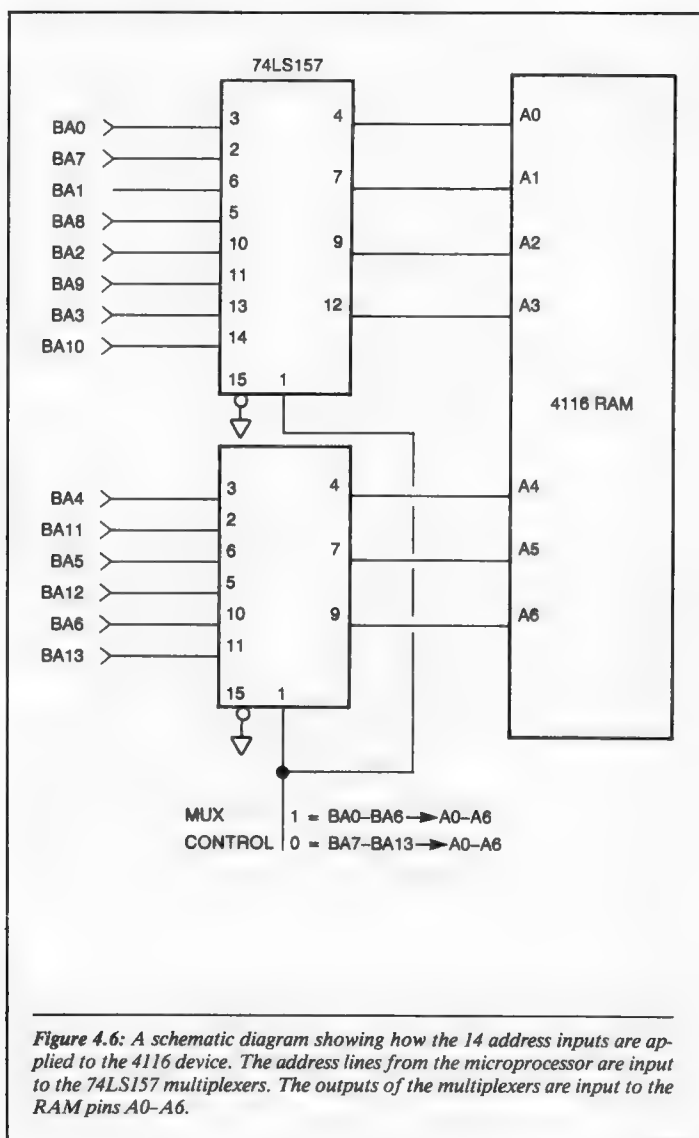 74LS157
BA0 3 4 A0
BA7 2
BA1 6 7 A1
BA8 5
BA2 10 9 A2
BA9 11
BA3 13 12 A3
BA10 14
15 1
4116 RAM
BA4 3 4 A4
BA11 2
BA5 6 7 A5
BA12 5
BA6 10 9 A6
BA13 11
15 1
MUX 1 = BA0–BA6→A0–A6
CONTROL 0 = BA7–BA13→A0–A6
Figure 4.6: A schematic diagram showing how the 14 address inputs are ap-
plied to the 4116 device. The address lines from the microprocessor are input
to the 74LS157 multiplexers. The outputs of the multiplexers are input to the
RAM pins A0–A6.